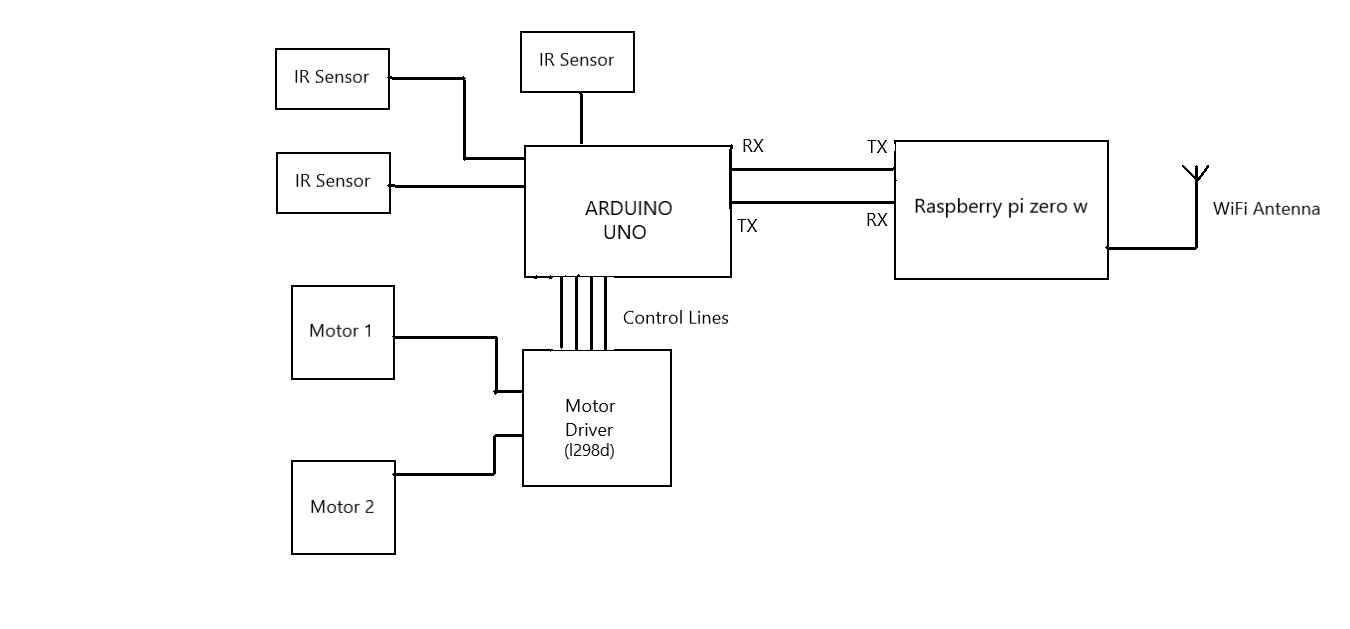 IR Sensor
IR Sensor
IR Sensor
ARDUINO
UNO
RX
TX
TX
RX
Raspberry pi zero w
WiFi Antenna
Control Lines
Motor 1
Motor
Driver
(l298d)
Motor 2